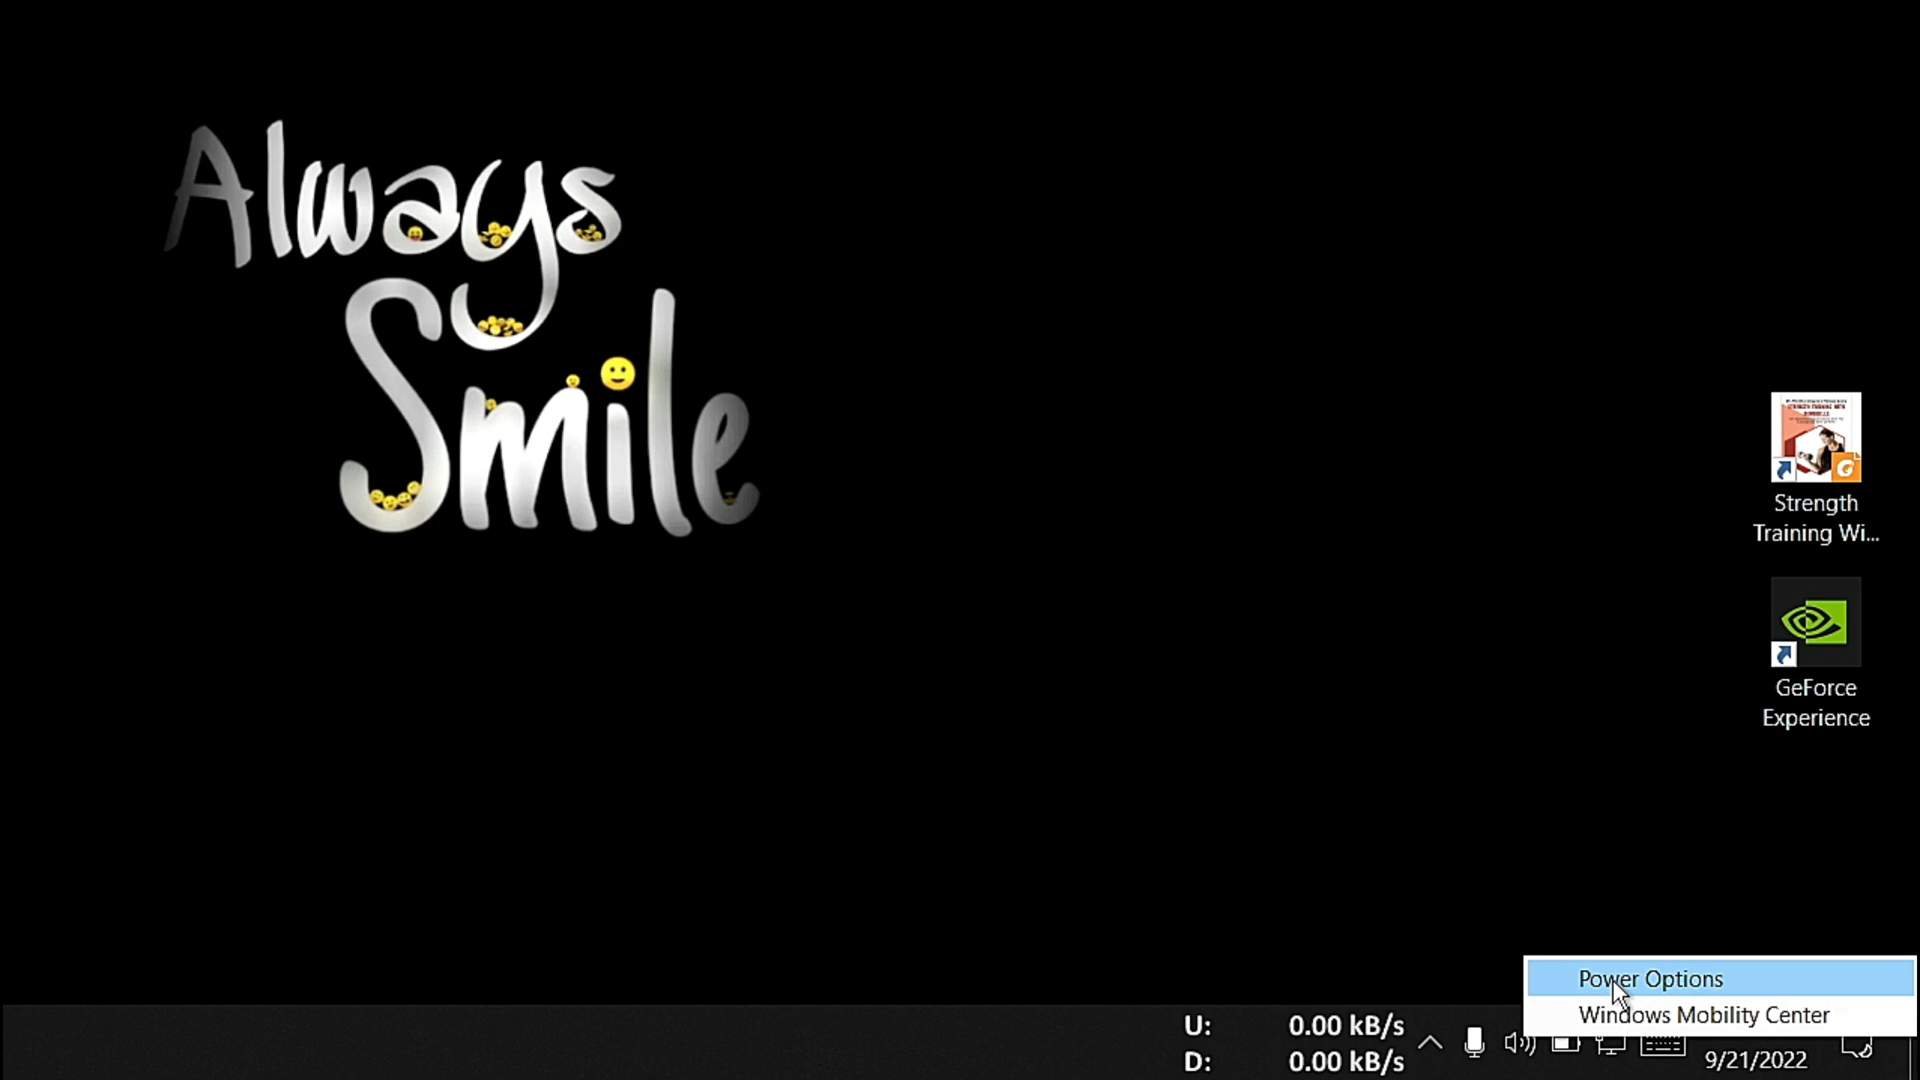 Always
Smile
Strength
Training Wi...
GeForce
Experience
Power Options
Windows Mobility Center
U: 0.00 kB/s
D: 0.00 kB/s
9/21/2022